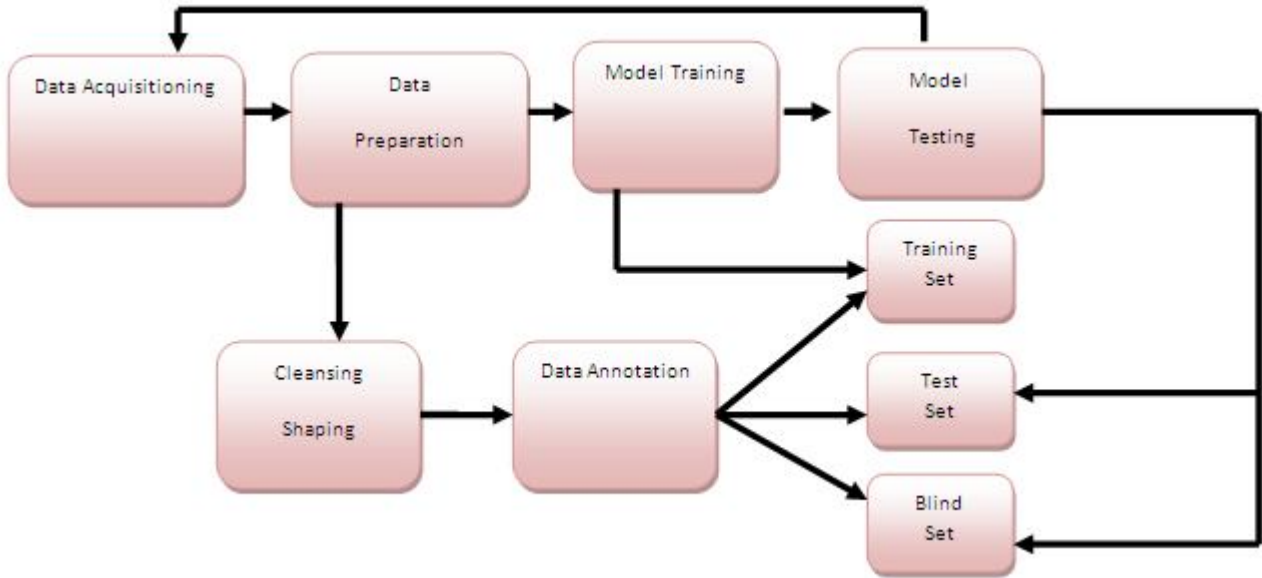 Data Acquisitioning
Data
Preparation
Model Training
Model
Testing
Training
Set
Cleansing
Shaping
Data Annotation
Test
Set
Blind
Set